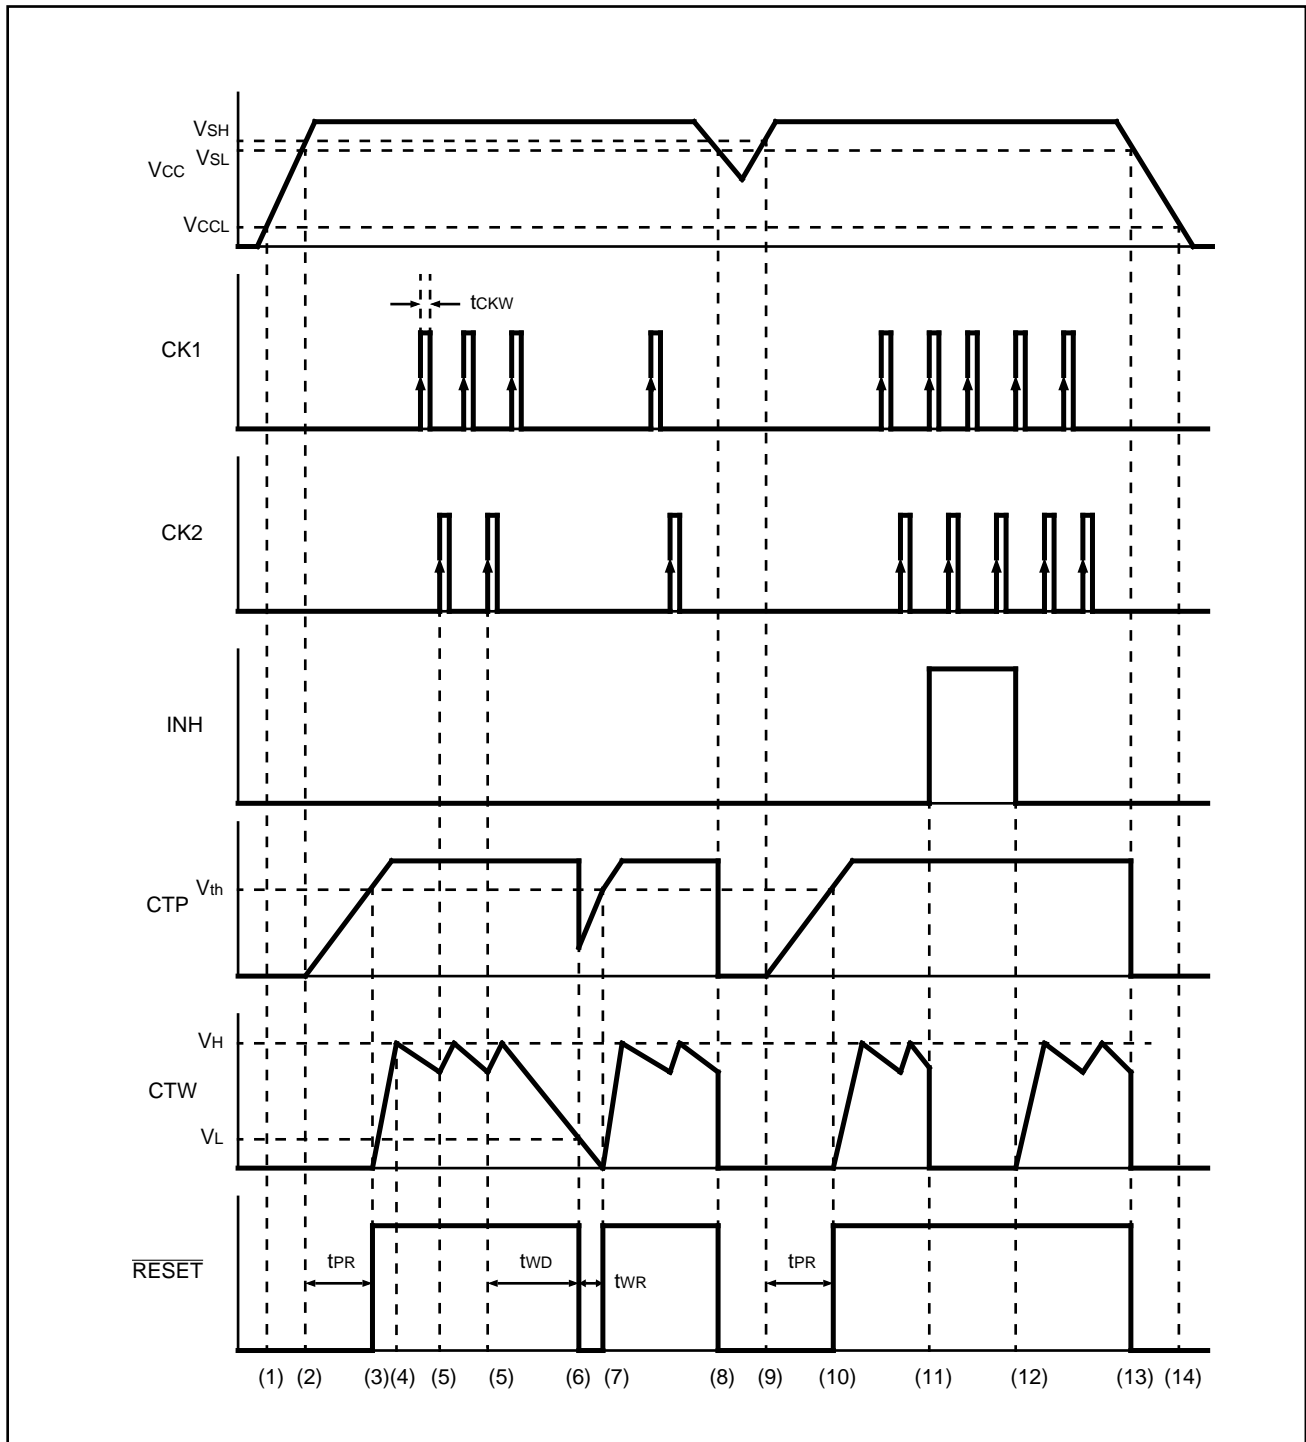 VSH
VSL
VCC
VCCL
tCKW
CK1
CK2
INH
Vth
CTP
VH
CTW
VL
RESET
tPR
tWD
tWR
tPR
(1) (2) (3) (4) (5) (5) (6) (7) (8) (9) (10) (11) (12) (13) (14)